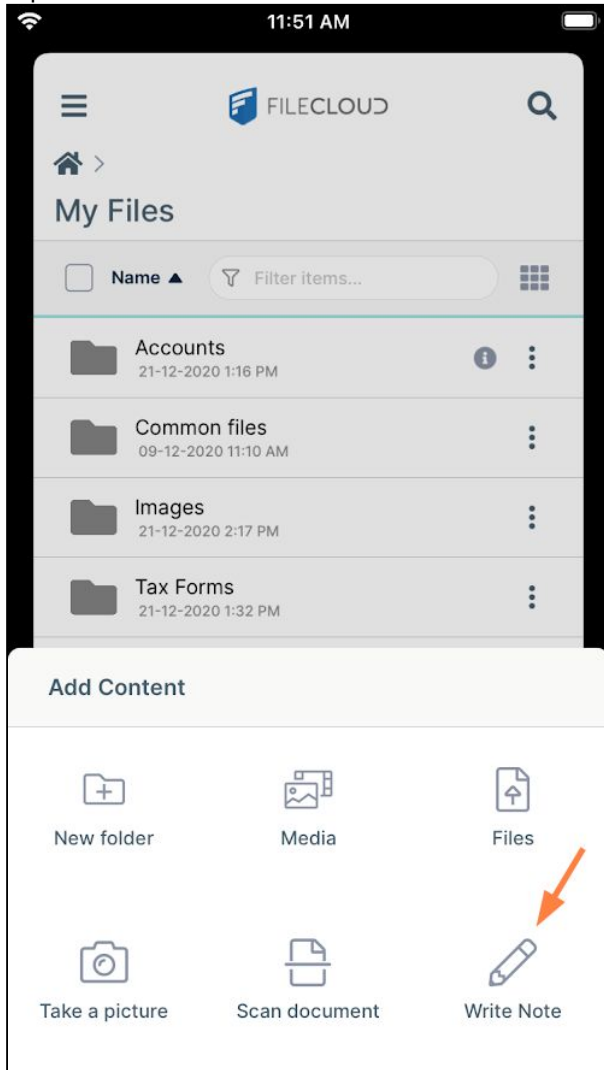 11:51 AM
FILECLOUD
My Files
Name ▲ Filter items...
Accounts
21-12-2020 1:16 PM
Common files
09-12-2020 11:10 AM
Images
21-12-2020 2:17 PM
Tax Forms
21-12-2020 1:32 PM
Add Content
New folder Media Files
Take a picture Scan document Write Note